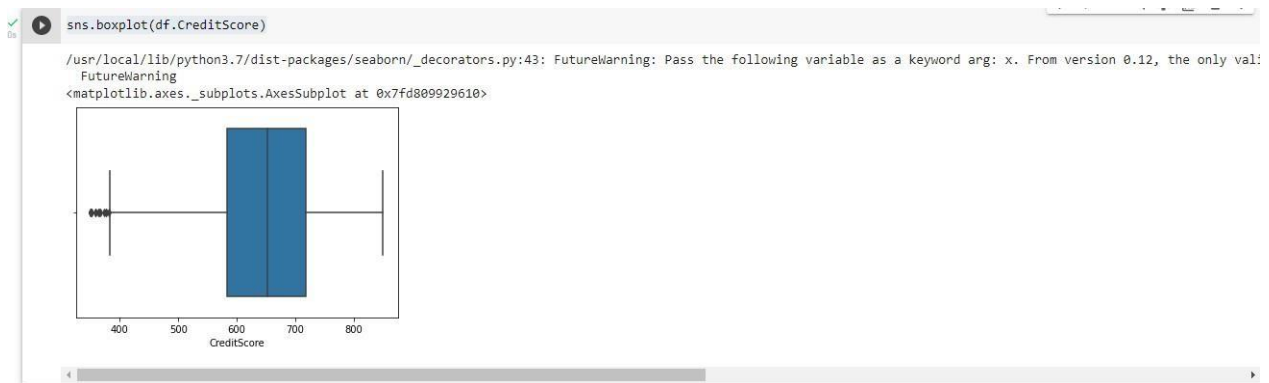 0s
sns.boxplot(df.CreditScore)
/usr/local/lib/python3.7/dist-packages/seaborn/_decorators.py:43: FutureWarning: Pass the following variable as a keyword arg: x. From version 0.12, the only vali
FutureWarning
<matplotlib.axes._subplots.AxesSubplot at 0x7fd809929610>
400 500 600 700 800
CreditScore